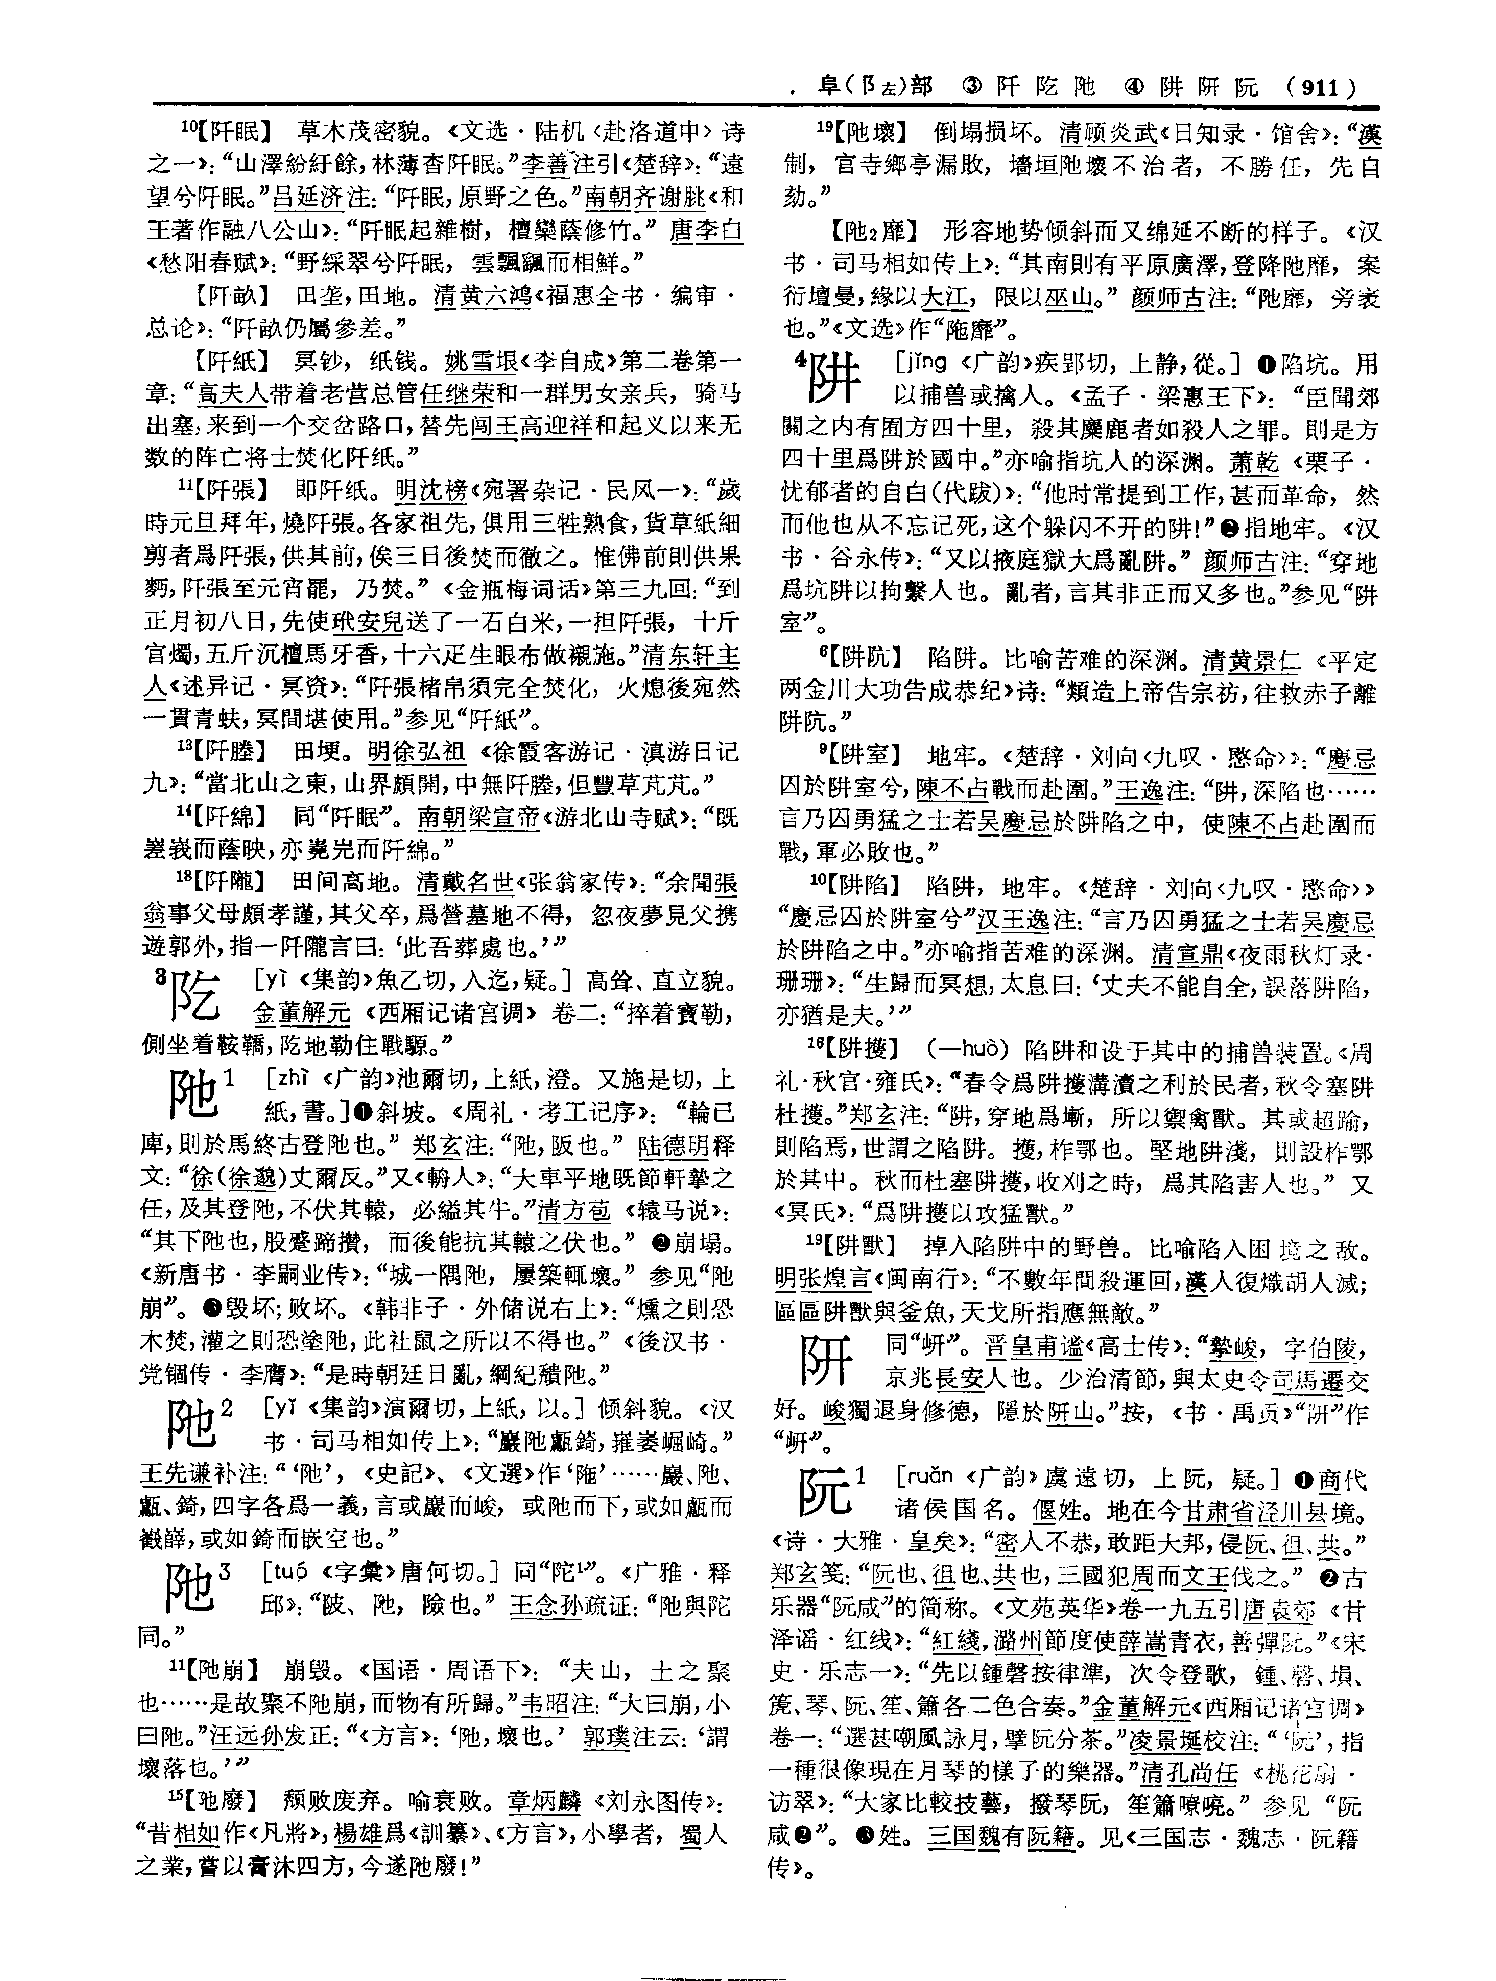 阜(阝左)部 ③ 阡 阣 阤 ④ 阱 阩 阮 (911)
10【阡眠】 草木茂密貌。《文选·陆机〈赴洛道中〉诗
之一》：“山澤紛紆餘，林薄杳阡眠。”李善注引《楚辞》：“遠
望兮阡眠。”吕延济注：“阡眠，原野之色。”南朝齐谢朓《和
王著作融八公山》：“阡眠起雜樹，檀欒蔭修竹。” 唐李白
《愁阳春赋》：“野綵翠兮阡眠，雲飄颻而相鮮。”
【阡畝】 田垄，田地。清黄六鸿《福惠全书·编审·
总论》：“阡畝仍屬參差。”
【阡紙】 冥钞，纸钱。姚雪垠《李自成》第二卷第一
章：“高夫人带着老营总管任继荣和一群男女亲兵，骑马
出塞，来到一个交岔路口，替先闯王高迎祥和起义以来无
数的阵亡将士焚化阡纸。”
11【阡張】 即阡纸。明沈榜《宛署杂记·民风一》：“歲
時元旦拜年，燒阡張。各家祖先，俱用三牲熟食，貨草紙細
剪者爲阡張，供其前，俟三日後焚而徹之。惟佛前則供果
麪，阡張至元宵罷，乃焚。” 《金瓶梅词话》第三九回：“到
正月初八日，先使玳安兒送了一石白米，一担阡張，十斤
官燭，五斤沉檀馬牙香，十六疋生眼布做襯施。”清东轩主
人《述异记·冥资》：“阡張楮帛須完全焚化，火熄後宛然
一貫青蚨，冥間堪使用。”参见“阡紙”。
13【阡塍】 田埂。明徐弘祖《徐霞客游记·滇游日记
九》：“當北山之東，山界頗開，中無阡塍，但豐草芃芃。”
14【阡綿】 同“阡眠”。南朝梁宣帝《游北山寺赋》：“既
嶪峩而蔭映，亦嶤屼而阡綿。”
18【阡隴】 田间高地。清戴名世《张翁家传》：“余聞張
翁事父母頗孝謹，其父卒，爲營墓地不得，忽夜夢見父携
遊郭外，指一阡隴言曰：‘此吾葬處也。’”
3阣 [yì 《集韵》魚乙切，入迄，疑。] 高耸、直立貌。
金董解元《西厢记诸宫调》卷二：“捽着寶勒，
側坐着鞍鞽，阣地勒住戰騵。”
阤1 [zhì 《广韵》池爾切，上紙，澄。又施是切，上
紙，書。]❶斜坡。《周礼·考工记序》：“輪已
庳，則於馬終古登阤也。” 郑玄注：“阤，阪也。” 陆德明释
文：“徐(徐邈)丈爾反。”又《輈人》：“大車平地既節軒摯之
任，及其登阤，不伏其轅，必縊其牛。”清方苞《辕马说》：
“其下阤也，股蹙蹄攢，而後能抗其轅之伏也。” ❷崩塌。
《新唐书·李嗣业传》：“城一隅阤，屢築輒壞。” 参见“阤
崩”。❸毁坏；败坏。《韩非子·外储说右上》：“燻之則恐
木焚，灌之則恐塗阤，此社鼠之所以不得也。” 《後汉书·
党锢传·李膺》：“是時朝廷日亂，綱紀穨阤。”
阤2 [yǐ 《集韵》演爾切，上紙，以。] 倾斜貌。《汉
书·司马相如传上》：“巖阤甗錡，摧崣崛崎。”
王先谦补注：“‘阤’，《史記》、《文選》作‘陁’……巖、阤、
甗、錡，四字各爲一義，言或巖而峻，或阤而下，或如甗而
巀嶭，或如錡而嵌空也。”
阤3 [tuó 《字彙》唐何切。] 同“陀1”。《广雅·释
邱》：“陂、阤，險也。” 王念孙疏证：“阤與陀
同。”
11【阤崩】 崩毁。《国语·周语下》：“夫山，土之聚
也……是故聚不阤崩，而物有所歸。”韦昭注：“大曰崩，小
曰阤。”汪远孙发正：“《方言》：‘阤，壞也。’ 郭璞注云：‘謂
壞落也。’”
15【阤廢】 颓败废弃。喻衰败。章炳麟《刘永图传》：
“昔相如作《凡將》，楊雄爲《訓纂》、《方言》，小學者，蜀人
之業，嘗以膏沐四方，今遂阤廢！”
19【阤壞】 倒塌损坏。清顾炎武《日知录·馆舍》：“漢
制，官寺鄉亭漏敗，墻垣阤壞不治者，不勝任，先自
劾。”
【阤2靡】 形容地势倾斜而又绵延不断的样子。《汉
书·司马相如传上》：“其南則有平原廣澤，登降阤靡，案
衍壇曼，緣以大江，限以巫山。” 颜师古注：“阤靡，旁衺
也。”《文选》作“陁靡”。
4阱 [jǐng 《广韵》疾郢切，上静，從。] ❶陷坑。用
以捕兽或擒人。《孟子·梁惠王下》：“臣聞郊
關之内有囿方四十里，殺其麋鹿者如殺人之罪。則是方
四十里爲阱於國中。”亦喻指坑人的深渊。萧乾《栗子·
忧郁者的自白(代跋)》：“他时常提到工作，甚而革命，然
而他也从不忘记死，这个躲闪不开的阱！”❷指地牢。《汉
书·谷永传》：“又以掖庭獄大爲亂阱。” 颜师古注：“穿地
爲坑阱以拘繫人也。亂者，言其非正而又多也。”参见“阱
室”。
6【阱阬】 陷阱。比喻苦难的深渊。清黄景仁《平定
两金川大功告成恭纪》诗：“類造上帝告宗祊，往救赤子離
阱阬。”
9【阱室】 地牢。《楚辞·刘向〈九叹·愍命〉》：“慶忌
囚於阱室兮，陳不占戰而赴圍。”王逸注：“阱，深陷也……
言乃囚勇猛之士若吴慶忌於阱陷之中，使陳不占赴圍而
戰，軍必敗也。”
10【阱陷】 陷阱，地牢。《楚辞·刘向〈九叹·愍命〉》
“慶忌囚於阱室兮”汉王逸注：“言乃囚勇猛之士若吴慶忌
於阱陷之中。”亦喻指苦难的深渊。清宣鼎《夜雨秋灯录·
珊珊》：“生歸而冥想，太息曰：‘丈夫不能自全，誤落阱陷，
亦猶是夫。’”
16【阱擭】 (—huò) 陷阱和设于其中的捕兽装置。《周
礼·秋官·雍氏》：“春令爲阱擭溝瀆之利於民者，秋令塞阱
杜擭。”郑玄注：“阱，穿地爲塹，所以禦禽獸。其或超踰，
則陷焉，世謂之陷阱。擭，柞鄂也。堅地阱淺，則設柞鄂
於其中。秋而杜塞阱擭，收刈之時，爲其陷害人也。” 又
《冥氏》：“爲阱擭以攻猛獸。”
19【阱獸】 掉入陷阱中的野兽。比喻陷入困境之敌。
明张煌言《闽南行》：“不數年間殺運回，漢人復熾胡人滅；
區區阱獸與釜魚，天戈所指應無敵。”
阩 同“岍”。晋皇甫谧《高士传》：“摯峻，字伯陵，
京兆長安人也。少治清節，與太史令司馬遷交
好。峻獨退身修德，隱於阩山。”按，《书·禹贡》“阩”作
“岍”。
阮1 [ruǎn 《广韵》虞遠切，上阮，疑。] ❶商代
诸侯国名。偃姓。地在今甘肃省泾川县境。
《诗·大雅·皇矣》：“密人不恭，敢距大邦，侵阮、徂、共。”
郑玄笺：“阮也、徂也、共也，三國犯周而文王伐之。” ❷古
乐器“阮咸”的简称。《文苑英华》卷一九五引唐袁郊《甘
泽谣·红线》：“紅綫，潞州節度使薛嵩青衣，善彈阮。”《宋
史·乐志一》：“先以鍾磬按律準，次令登歌，鍾、磬、塤、
篪、琴、阮、笙、簫各二色合奏。”金董解元《西厢记诸宫调》
卷一：“選甚嘲風詠月，擘阮分茶。”凌景埏校注：“‘阮’，指
一種很像現在月琴的樣子的樂器。”清孔尚任《桃花扇·
访翠》：“大家比較技藝，撥琴阮，笙簫嘹喨。” 参见“阮
咸❷”。❸姓。三国魏有阮籍。见《三国志·魏志·阮籍
传》。